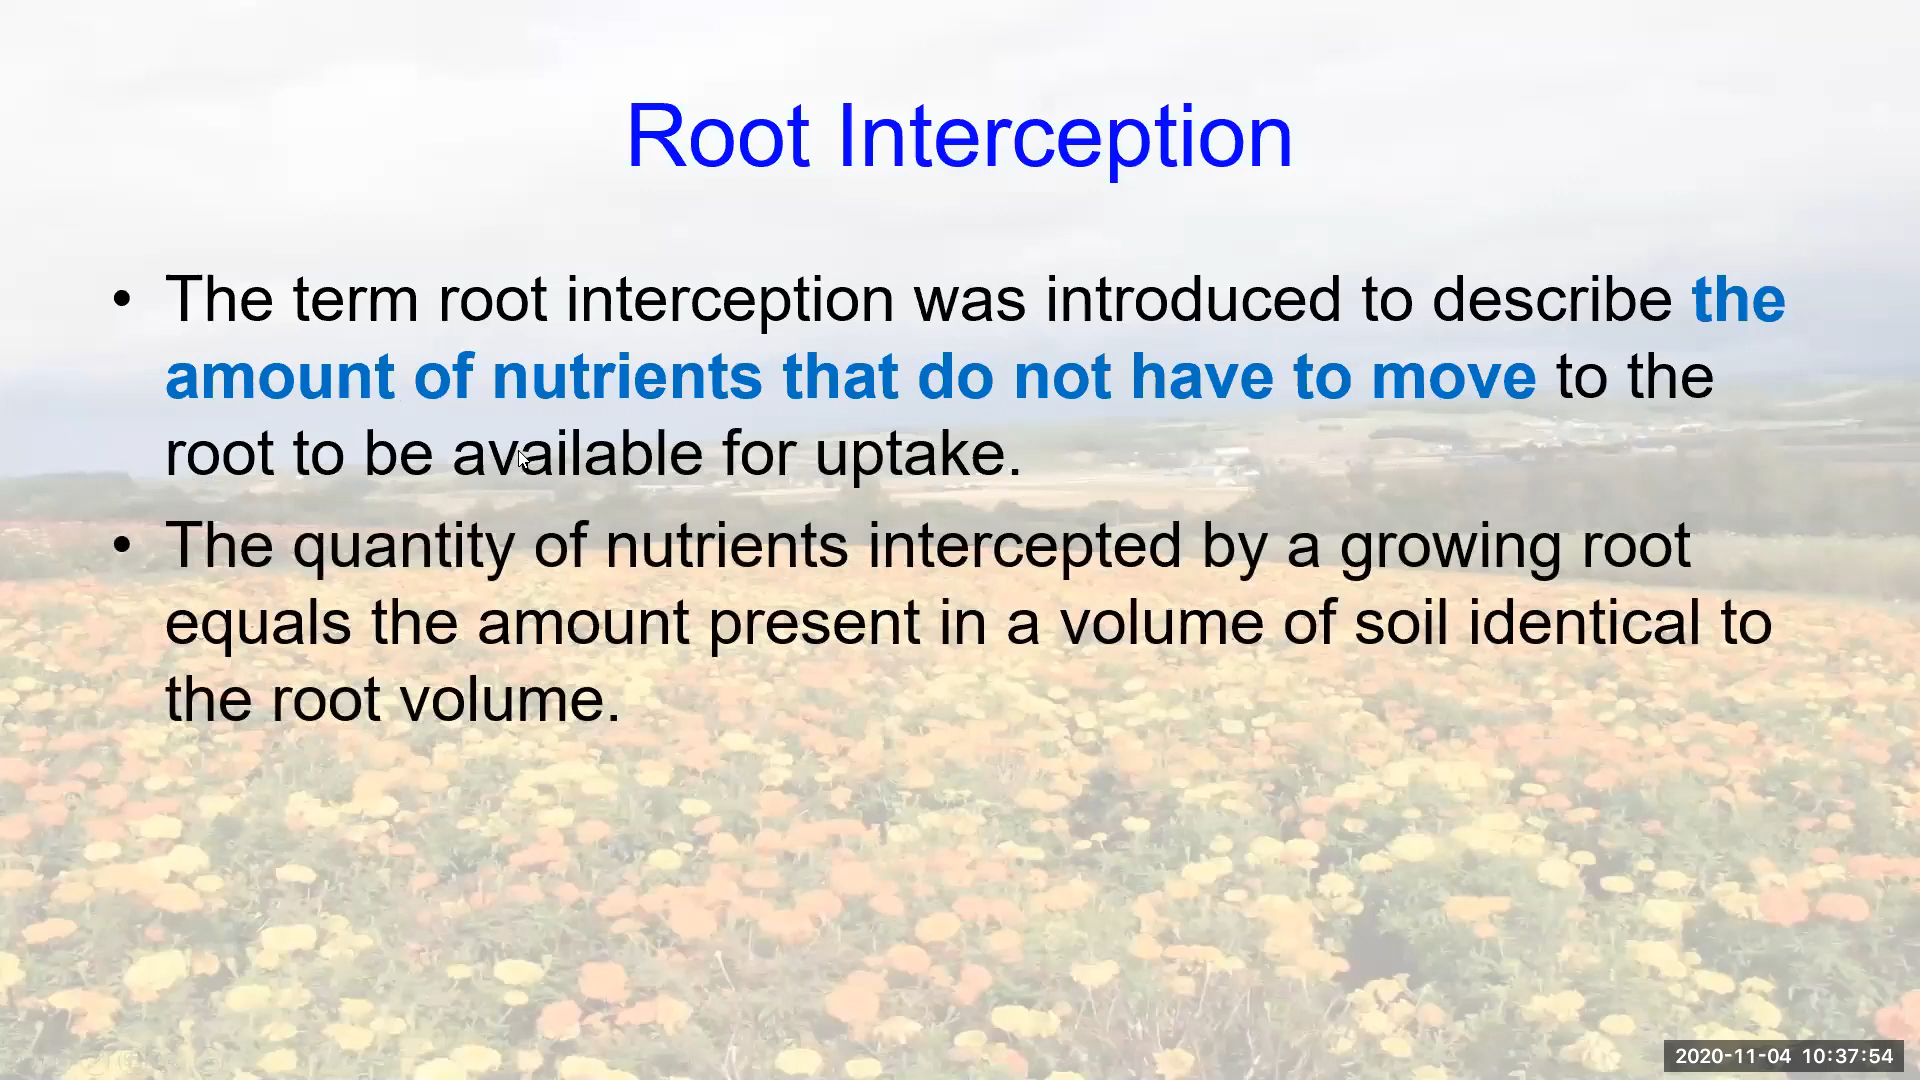 Root Interception
• The term root interception was introduced to describe the
amount of nutrients that do not have to move to the
root to be available for uptake.
• The quantity of nutrients intercepted by a growing root
equals the amount present in a volume of soil identical to
the root volume.
2020-11-04 10:37:54